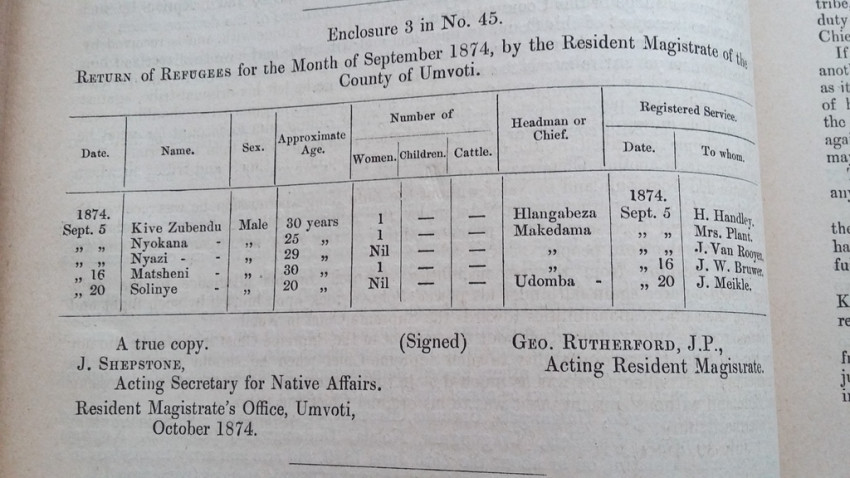 Enclosure 3 in No. 45.
RETURN of REFUGEES for the Month of September 1874, by the Resident Magistrate of the
County of Umvoti.
Date. Name. Sex. Approximate Age. Number of Women. Children. Cattle. Headman or Chief. Registered Service. Date. To whom.
1874. 1874.
Sept. 5 Kive Zubendu Male 30 years 1 — — Hlangabeza Sept. 5 H. Handley.
„ „ Nyokana - „ 25 „ 1 — — Makedama „ „ Mrs. Plant.
„ „ Nyazi - - „ 29 „ Nil — — „ „ „ J. Van Rooyen.
„ 16 Matsheni - „ 30 „ 1 — — „ „ 16 J. W. Bruwer.
„ 20 Solinye - „ 20 „ Nil — — Udomba - „ 20 J. Meikle.
A true copy. (Signed) GEO. RUTHERFORD, J.P.,
J. SHEPSTONE, Acting Resident Magistrate.
Acting Secretary for Native Affairs.
Resident Magistrate's Office, Umvoti,
October 1874.